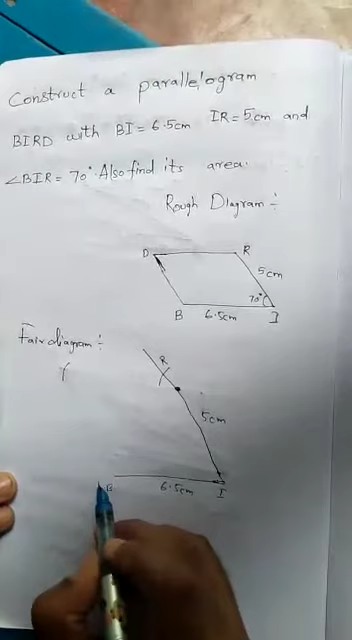 Construct a parallelogram
BIRD with BI = 6.5cm IR = 5cm and
∠BIR = 70°. Also find its area.
Rough Diagram:-
D R
5cm
70°
B 6.5cm I
Fair diagram:-
R
5cm
B 6.5cm I